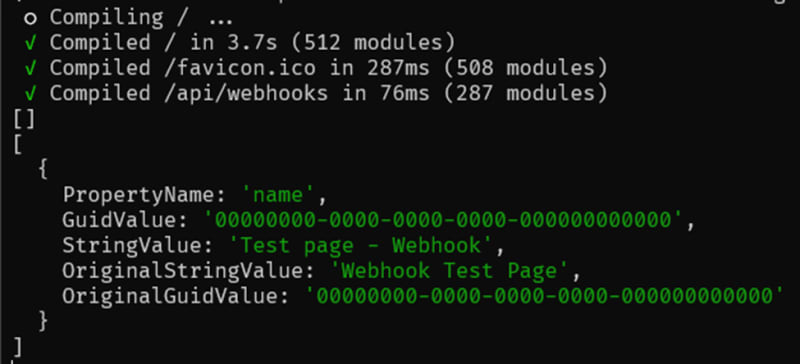 ○ Compiling / ...
✓ Compiled / in 3.7s (512 modules)
✓ Compiled /favicon.ico in 287ms (508 modules)
✓ Compiled /api/webhooks in 76ms (287 modules)
[]
[
  {
    PropertyName: 'name',
    GuidValue: '00000000-0000-0000-0000-000000000000',
    StringValue: 'Test page - Webhook',
    OriginalStringValue: 'Webhook Test Page',
    OriginalGuidValue: '00000000-0000-0000-0000-000000000000'
  }
]